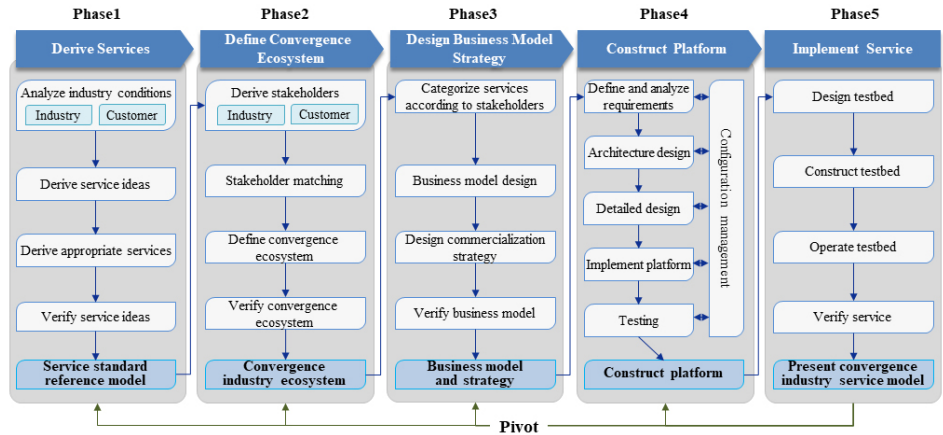 Phase1
Derive Services
Analyze industry conditions
Industry
Customer
Derive service ideas
Derive appropriate services
Verify service ideas
Service standard
reference model
Phase2
Define Convergence
Ecosystem
Derive stakeholders
Industry
Customer
Stakeholder matching
Define convergence
ecosystem
Verify convergence
ecosystem
Convergence
industry ecosystem
Phase3
Design Business Model
Strategy
Categorize services
according to stakeholders
Business model design
Design commercialization
strategy
Verify business model
Business model
and strategy
Phase4
Construct Platform
Define and analyze
requirements
Architecture design
Detailed design
Implement platform
Testing
Configuration management
Construct platform
Phase5
Implement Service
Design testbed
Construct testbed
Operate testbed
Verify service
Present convergence
industry service model
Pivot